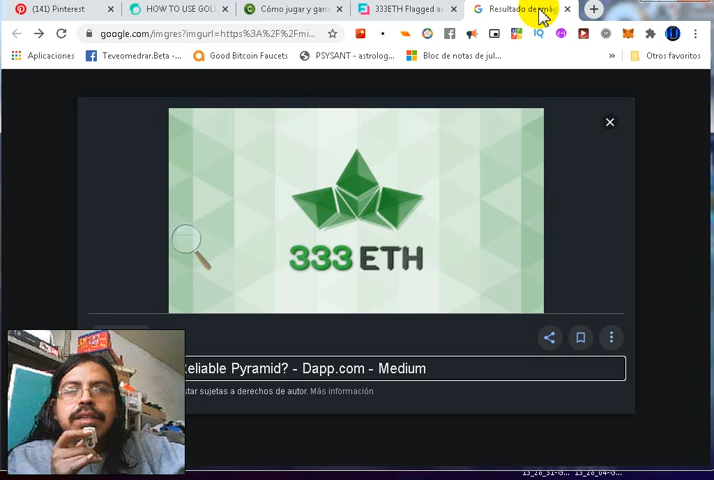 (141) Pinterest
HOW TO USE GOL
Cómo jugar y gan
333ETH Flagged a
Resultado de
google.com/imgres?imgurl=https%3A%2F%2Fmi...
Aplicaciones
Teveomedrar.Beta -...
Good Bitcoin Faucets
PSYSANT - astrolog...
Bloc de notas de jul...
»
Otros favoritos
333 ETH
Reliable Pyramid? - Dapp.com - Medium
star sujetas a derechos de autor. Más información